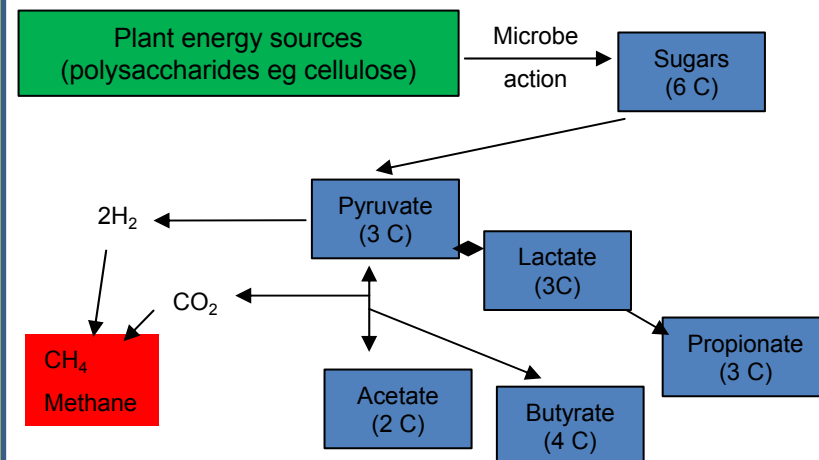 Plant energy sources
(polysaccharides eg cellulose)
Microbe
action
Sugars
(6 C)
Pyruvate
(3 C)
2H₂
Lactate
(3C)
CO₂
Propionate
(3 C)
CH₄
Methane
Acetate
(2 C)
Butyrate
(4 C)